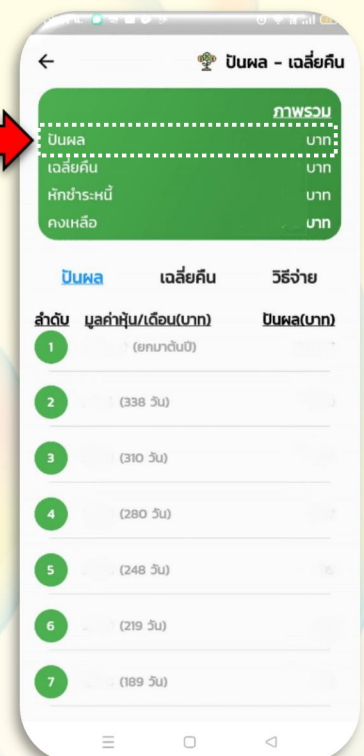 ปันผล - เฉลี่ยคืน
ภาพรวม
ปันผล บาท
เฉลี่ยคืน บาท
หักชำระหนี้ บาท
คงเหลือ บาท
ปันผล เฉลี่ยคืน วิธีจ่าย
ลำดับ มูลค่าหุ้น/เดือน(บาท) ปันผล(บาท)
1 (ยกมาต้นปี)
2 (338 วัน)
3 (310 วัน)
4 (280 วัน)
5 (248 วัน)
6 (219 วัน)
7 (189 วัน)